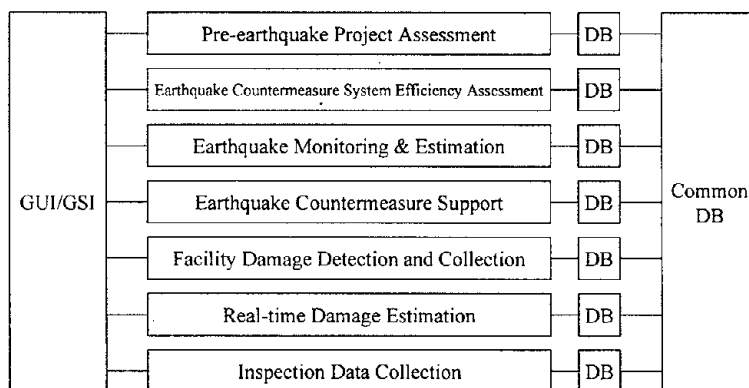 Pre-earthquake Project Assessment
DB
Earthquake Countermeasure System Efficiency Assessment
DB
Earthquake Monitoring & Estimation
DB
GUI/GSI
Earthquake Countermeasure Support
DB
Common
DB
Facility Damage Detection and Collection
DB
Real-time Damage Estimation
DB
Inspection Data Collection
DB